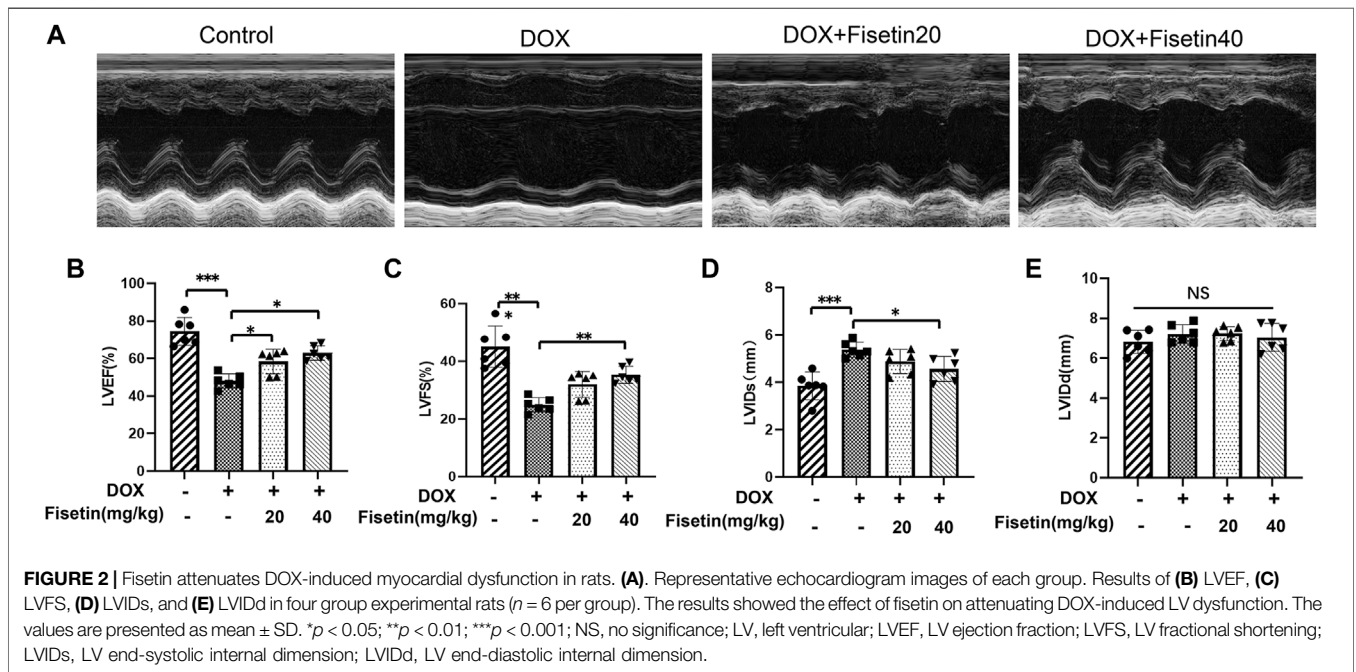 A
Control
DOX
DOX+Fisetin20
DOX+Fisetin40
B
LVEF(%)
100
80
60
40
20
0
***
*
*
DOX - + + +
Fisetin(mg/kg) - - 20 40
C
LVFS(%)
60
40
20
0
**
*
**
DOX - + + +
Fisetin(mg/kg) - - 20 40
D
LVIDs (mm)
8
6
4
2
0
***
*
DOX - + + +
Fisetin(mg/kg) - - 20 40
E
LVIDd(mm)
10
8
6
4
2
0
NS
DOX - + + +
Fisetin(mg/kg) - - 20 40
FIGURE 2 | Fisetin attenuates DOX-induced myocardial dysfunction in rats. (A). Representative echocardiogram images of each group. Results of (B) LVEF, (C)
LVFS, (D) LVIDs, and (E) LVIDd in four group experimental rats (n = 6 per group). The results showed the effect of fisetin on attenuating DOX-induced LV dysfunction. The
values are presented as mean ± SD. *p < 0.05; **p < 0.01; ***p < 0.001; NS, no significance; LV, left ventricular; LVEF, LV ejection fraction; LVFS, LV fractional shortening;
LVIDs, LV end-systolic internal dimension; LVIDd, LV end-diastolic internal dimension.